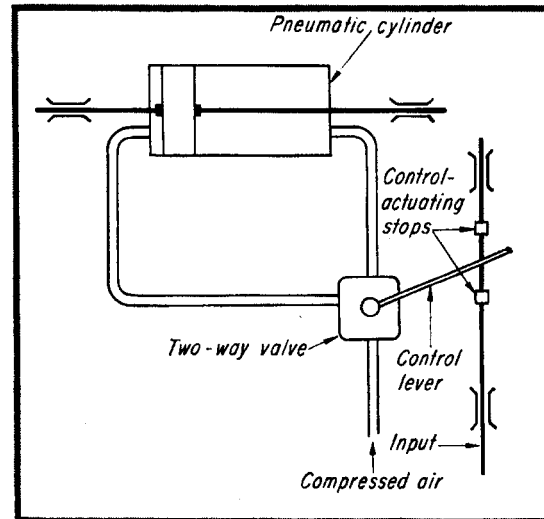 Pneumatic cylinder
Control-
actuating
stops
Two-way valve
Control
lever
Input
Compressed air